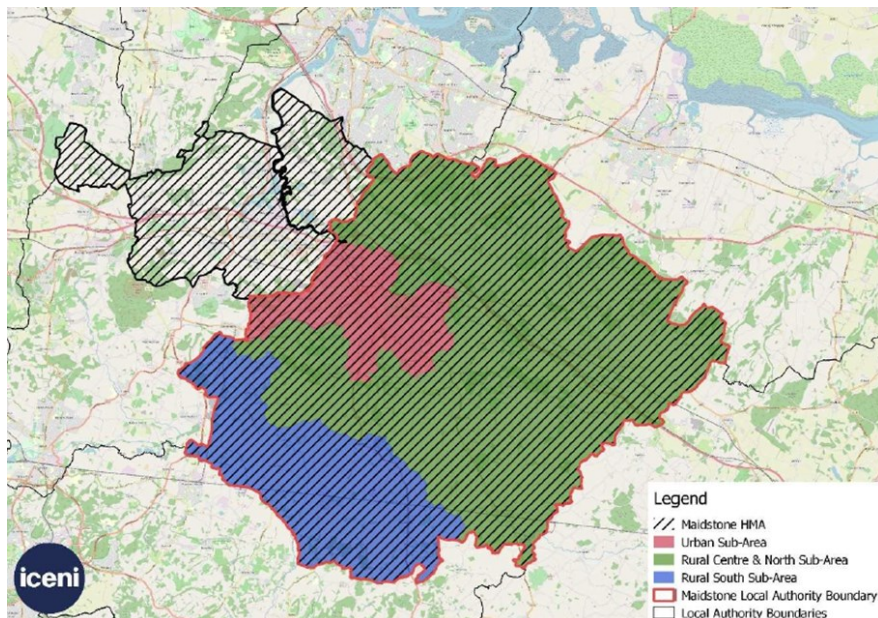 iceni
Legend
Maidstone HMA
Urban Sub-Area
Rural Centre & North Sub-Area
Rural South Sub-Area
Maidstone Local Authority Boundary
Local Authority Boundaries